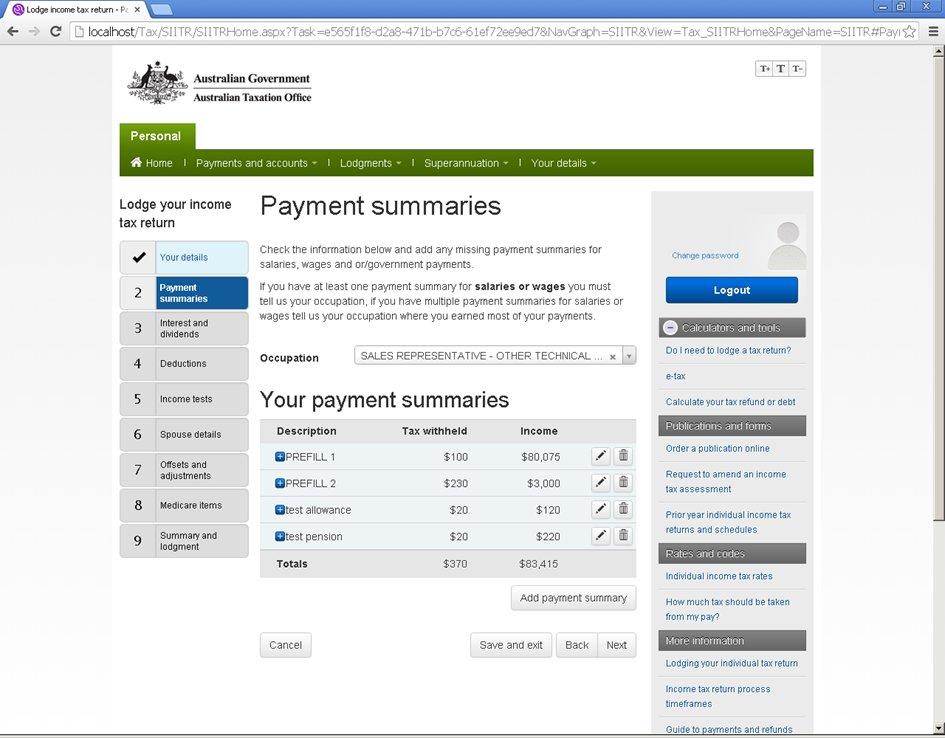 Lodge income tax return - Pa
localhost/Tax/SIITR/SIITRHome.aspx?Task=e565f1f8-d2a8-471b-b7c6-61ef72ee9ed7&NavGraph=SIITR&View=Tax_SIITRHome&PageName=SIITR#Payr
Australian Government
Australian Taxation Office
T+ T T-
Personal
Home | Payments and accounts | Lodgments | Superannuation | Your details
Lodge your income
tax return
Your details
2 Payment
summaries
3 Interest and
dividends
4 Deductions
5 Income tests
6 Spouse details
7 Offsets and
adjustments
8 Medicare items
9 Summary and
lodgment
Payment summaries
Check the information below and add any missing payment summaries for
salaries, wages and or/government payments.
If you have at least one payment summary for salaries or wages you must
tell us your occupation, if you have multiple payment summaries for salaries or
wages tell us your occupation where you earned most of your payments.
Occupation SALES REPRESENTATIVE - OTHER TECHNICAL ... ×
Your payment summaries
Description Tax withheld Income
PREFILL 1 $100 $80,075
PREFILL 2 $230 $3,000
test allowance $20 $120
test pension $20 $220
Totals $370 $83,415
Add payment summary
Cancel Save and exit Back Next
Change password
Logout
Calculators and tools
Do I need to lodge a tax return?
e-tax
Calculate your tax refund or debt
Publications and forms
Order a publication online
Request to amend an income
tax assessment
Prior year individual income tax
returns and schedules
Rates and codes
Individual income tax rates
How much tax should be taken
from my pay?
More information
Lodging your individual tax return
Income tax return process
timeframes
Guide to payments and refunds